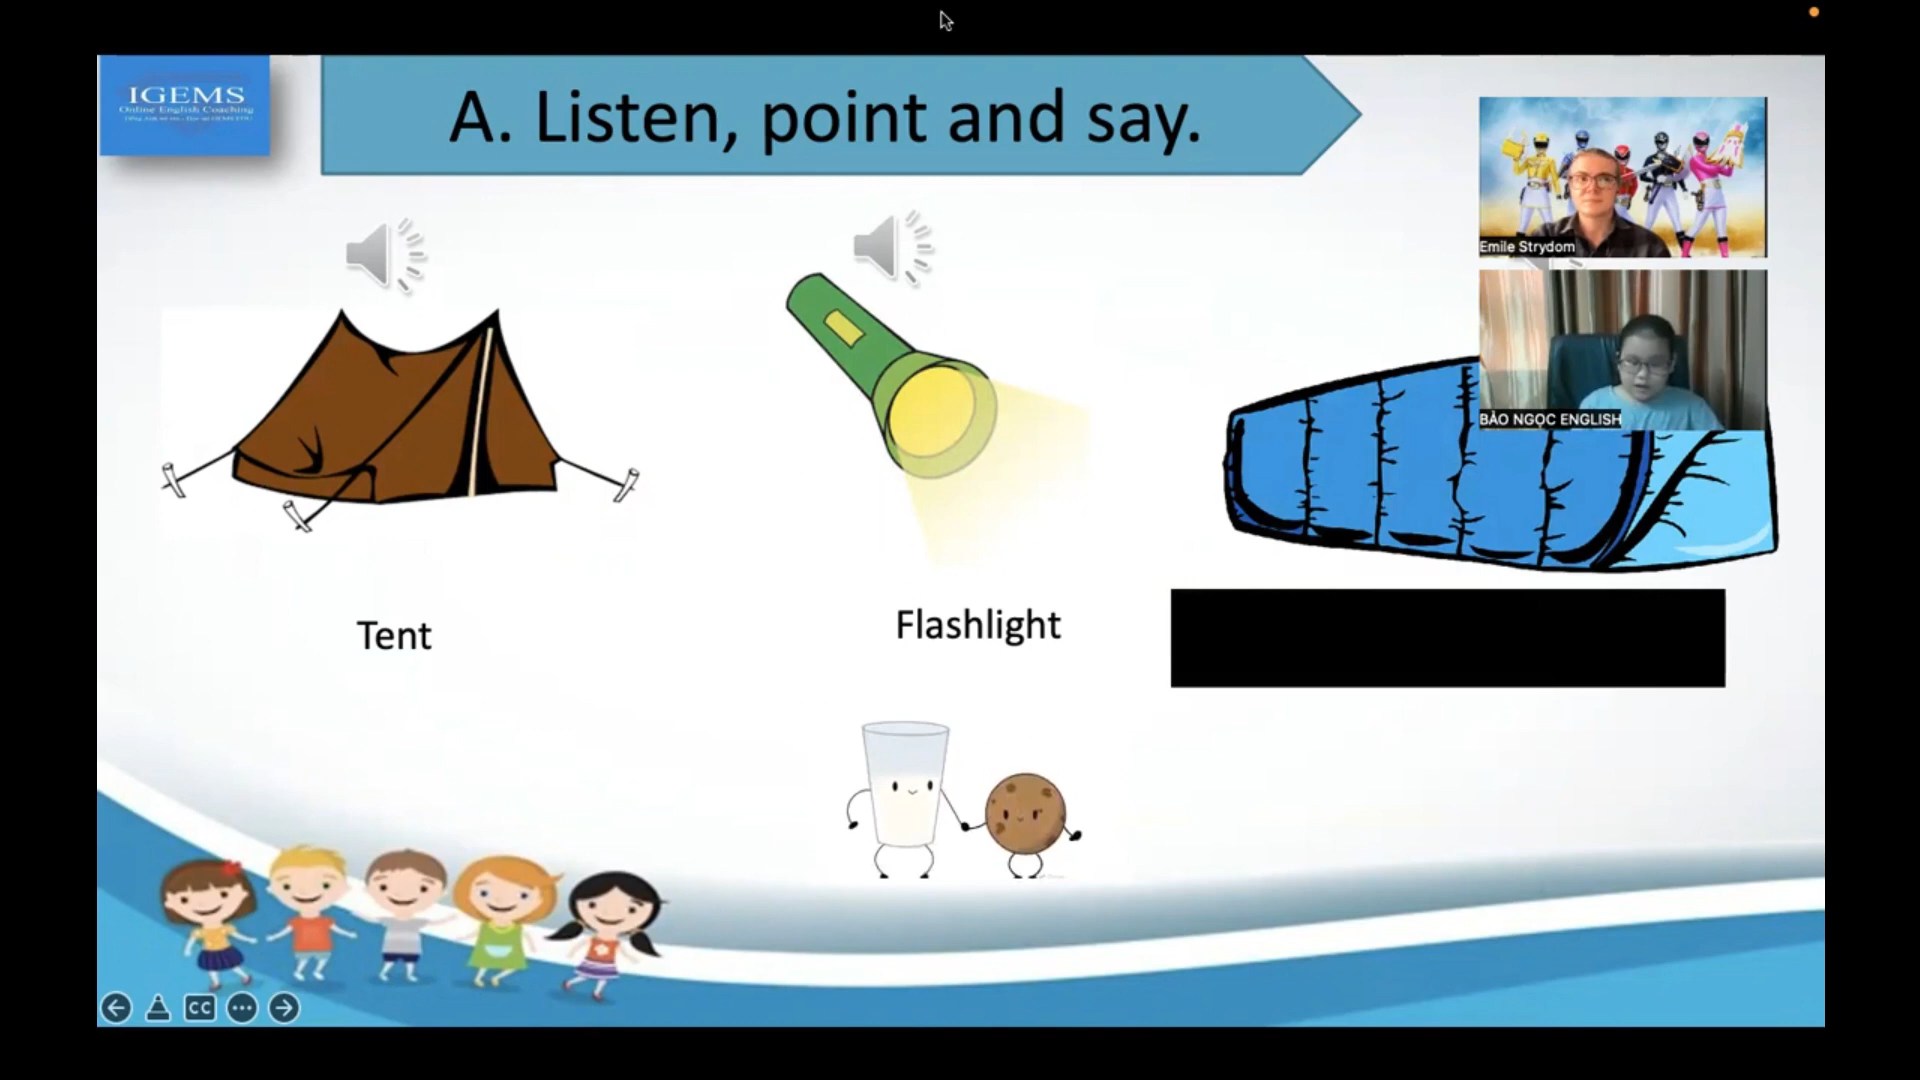 IGEMS
Online English Coaching
A. Listen, point and say.
Emile Strydom
BẢO NGỌC ENGLISH
Tent
Flashlight
CC